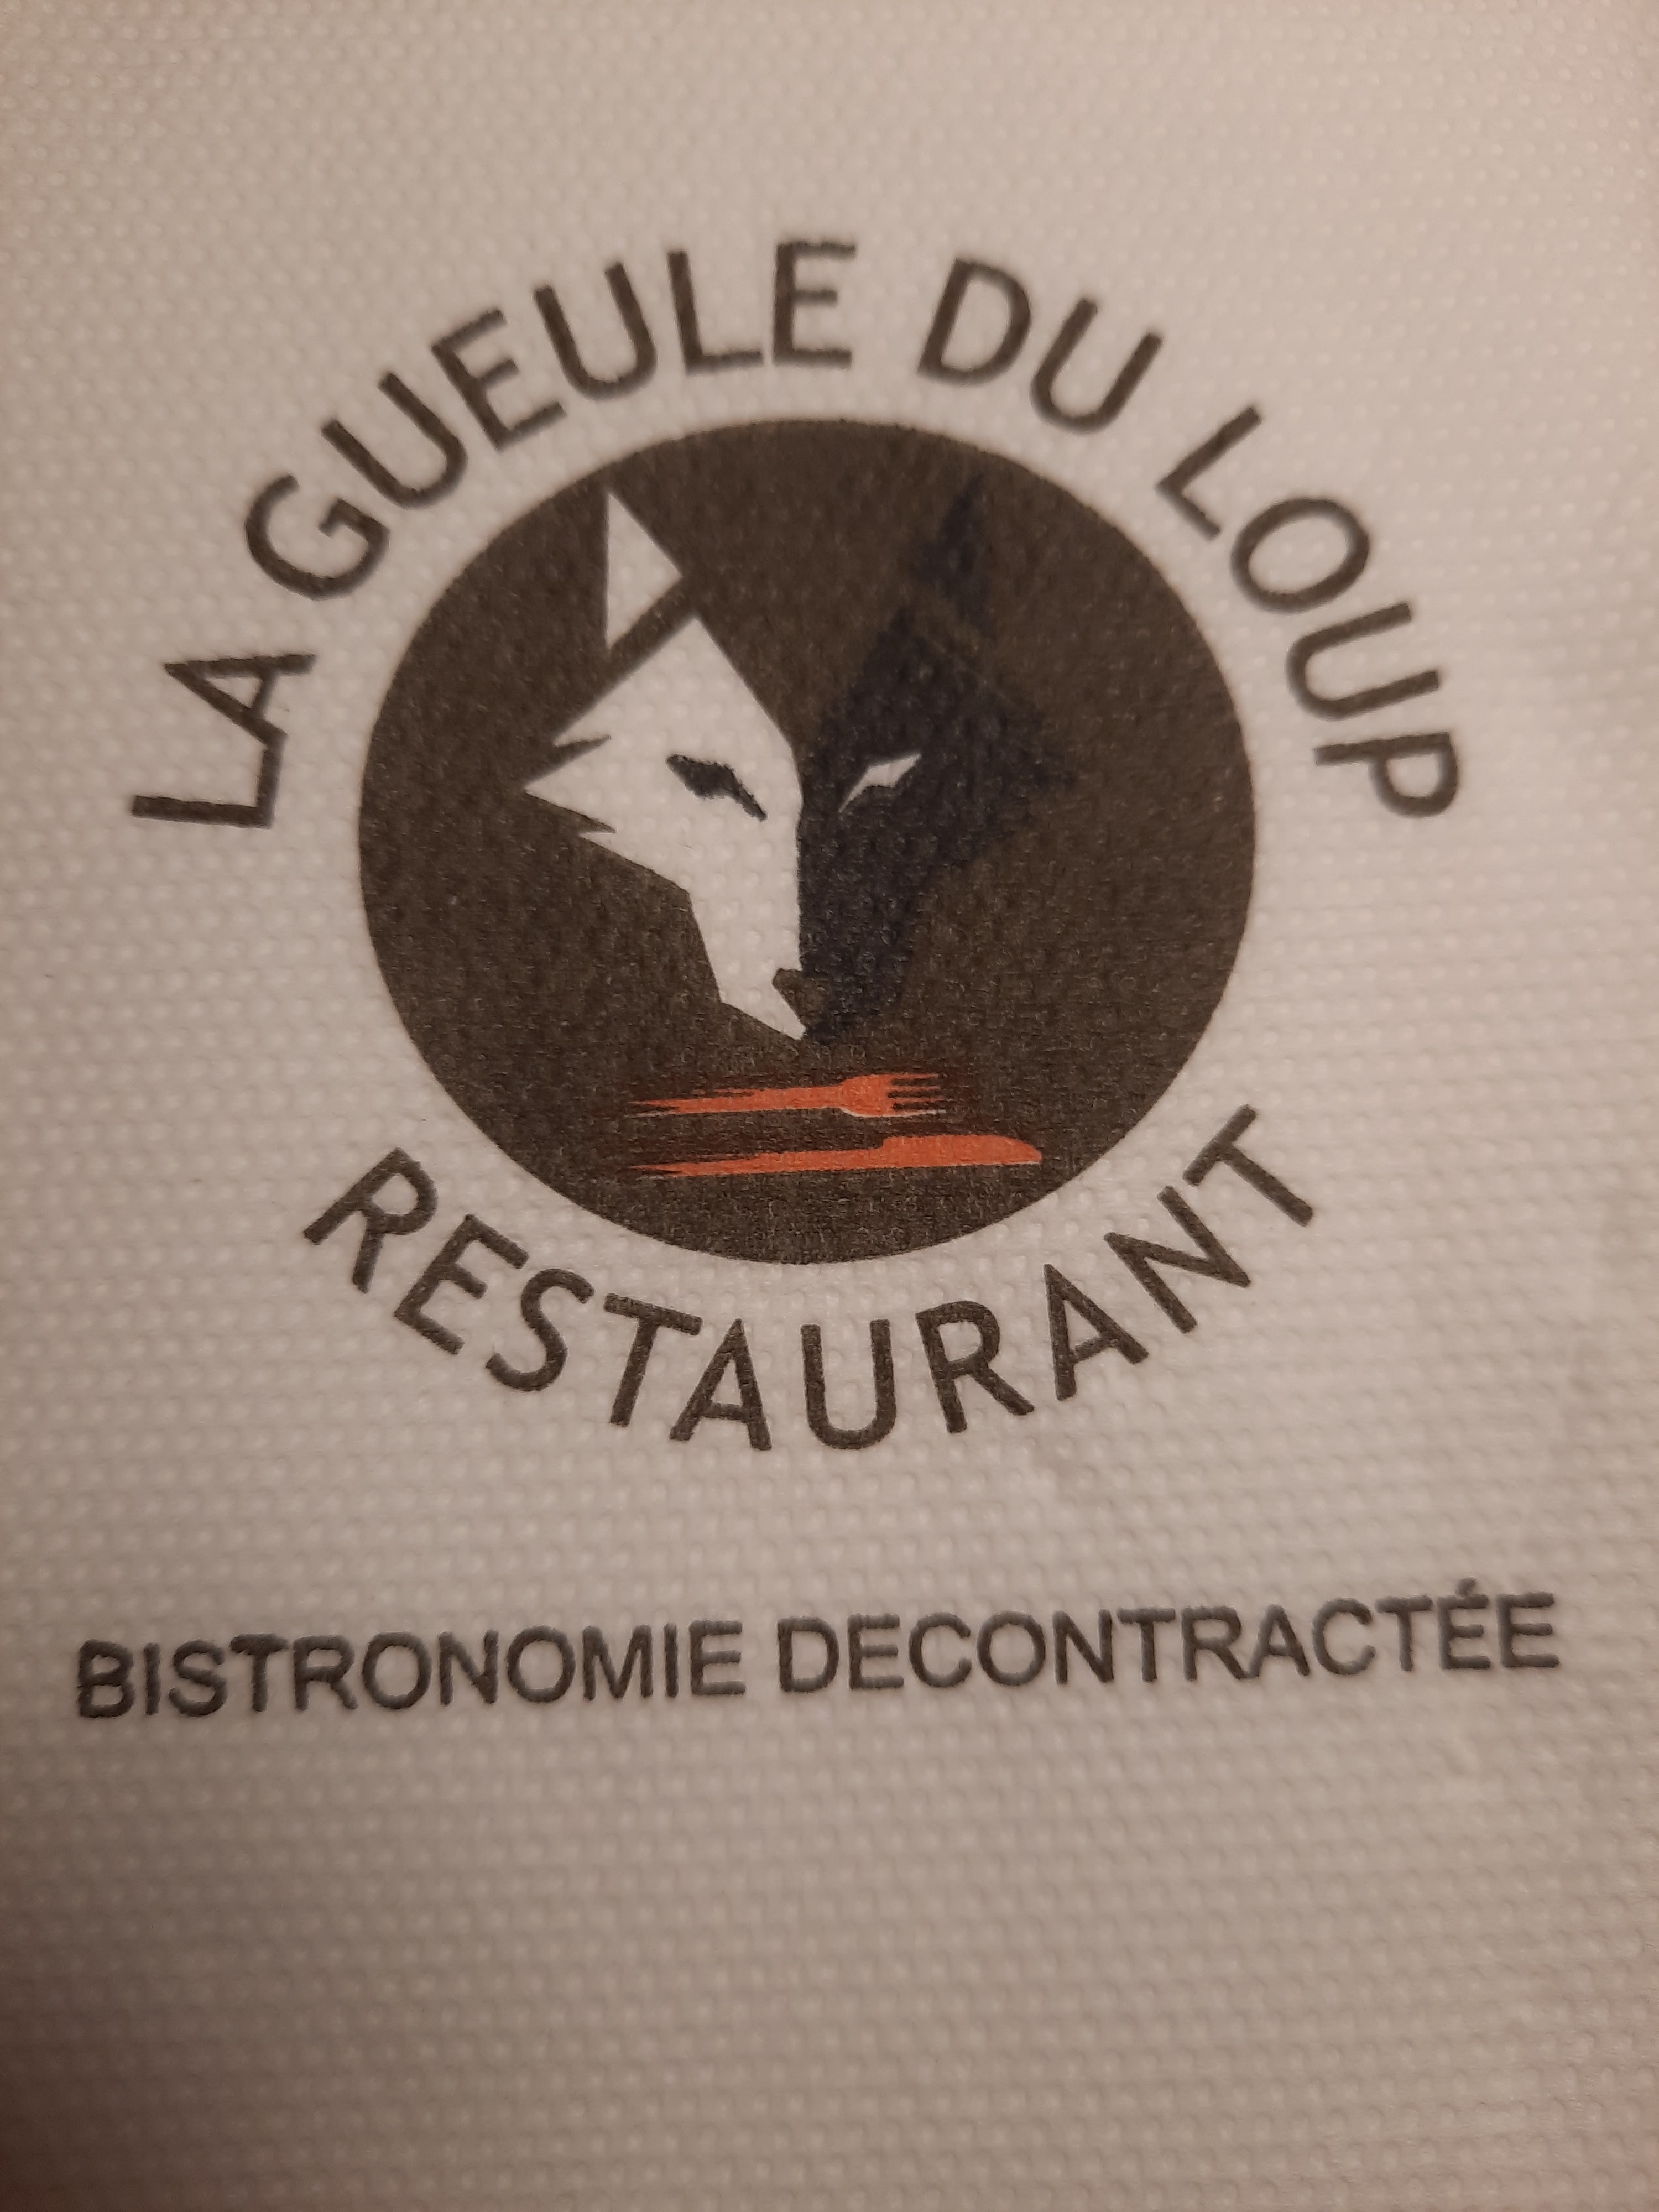 LA GUEULE DU LOUP
RESTAURANT
BISTRONOMIE DECONTRACTÉE